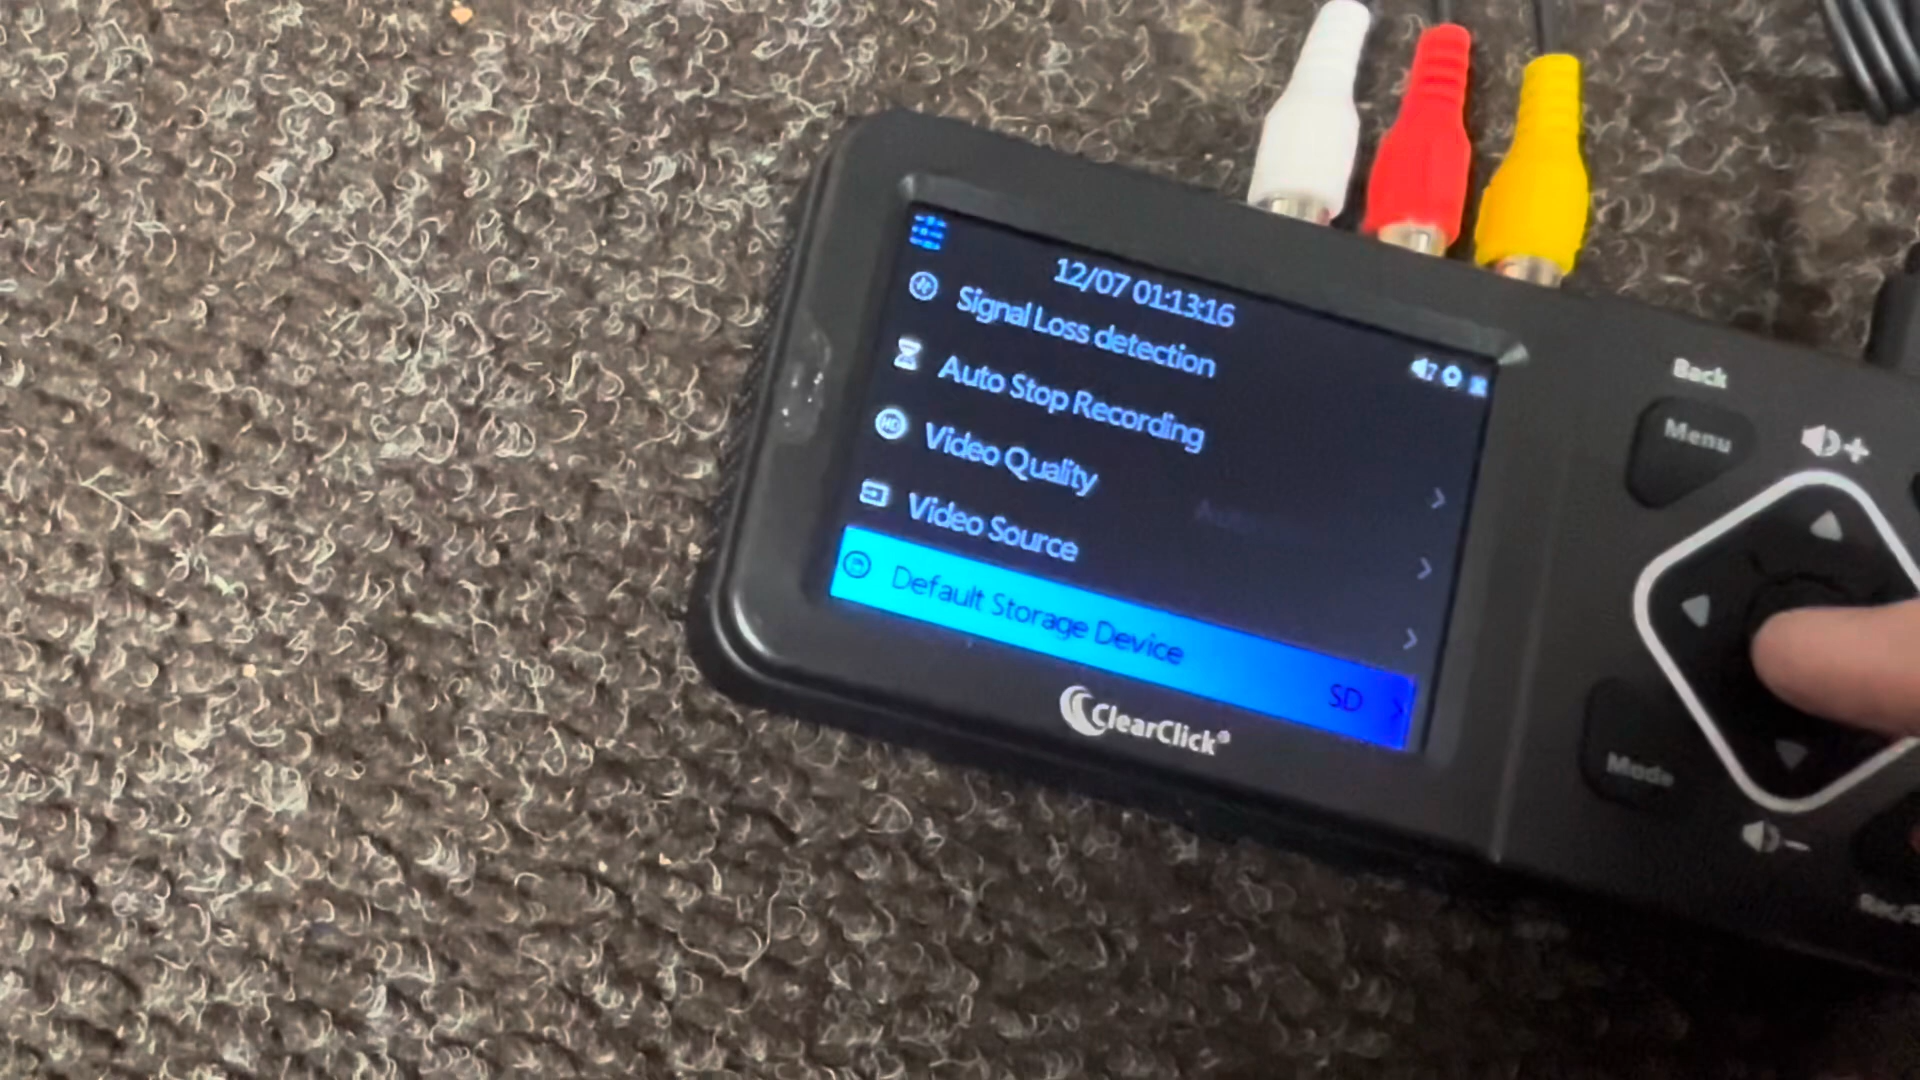 12/07 01:13:16
Signal Loss detection
Auto Stop Recording
HD
Video Quality
Video Source
Default Storage Device
SD
ClearClick®
Back
Menu
Mode